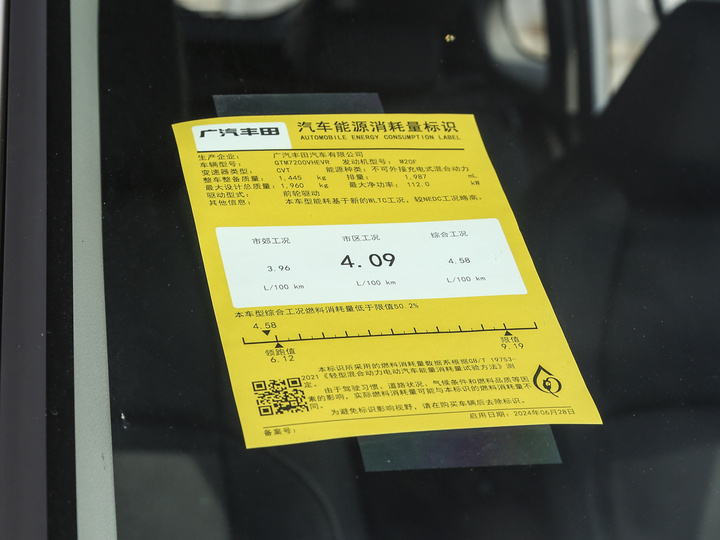 广汽丰田
汽车能源消耗量标识
AUTOMOBILE ENERGY CONSUMPTION LABEL
生产企业： 广汽丰田汽车有限公司
车辆型号： GTM7200VHEVR 发动机型号： M20F
变速器类型： CVT 能源种类：不可外接充电式混合动力
整车整备质量： 1,445 kg 排量： 1,987 mL
最大设计总质量：1,960 kg 最大净功率： 112.0 kW
驱动型式： 前轮驱动
其他信息： 本车型能耗基于新的WLTC工况，较NEDC工况略高。
市郊工况 市区工况 综合工况
3.96 4.09 4.58
L/100 km L/100 km L/100 km
本车型综合工况燃料消耗量低于限值50.2%
4.58
领跑值 限值
6.12 9.19
本标识所采用的燃料消耗量数据系根据GB/T 19753-
2021《轻型混合动力电动汽车能量消耗量试验方法》测
定。
由于驾驶习惯、道路状况、气候条件和燃料品质等因
素的影响，实际燃料消耗量可能与本标识的燃料消耗量不
同。
为避免标识影响视野，请在购买车辆后去除标识。
备案号： 启用日期：2024年06月28日